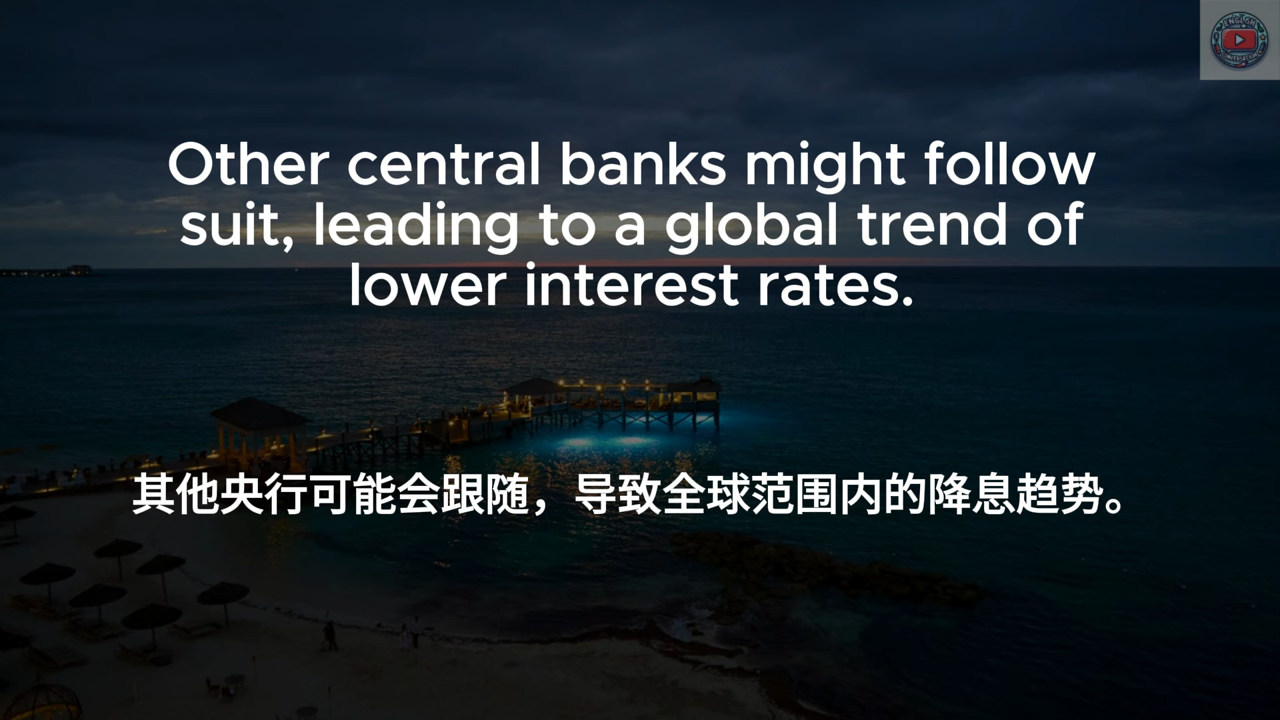 ENGLISH
Other central banks might follow
suit, leading to a global trend of
lower interest rates.
其他央行可能会跟随，导致全球范围内的降息趋势。